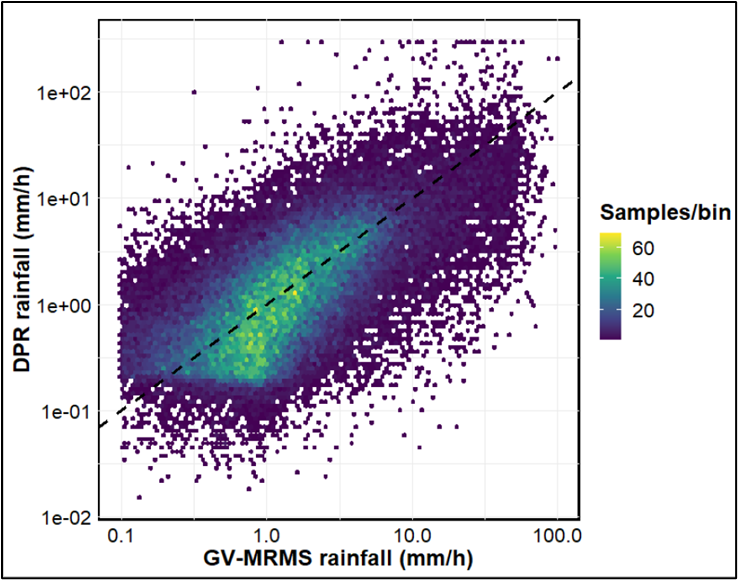 1e+02
1e+01
1e+00
1e-01
1e-02
DPR rainfall (mm/h)
0.1 1.0 10.0 100.0
GV-MRMS rainfall (mm/h)
Samples/bin
60
40
20